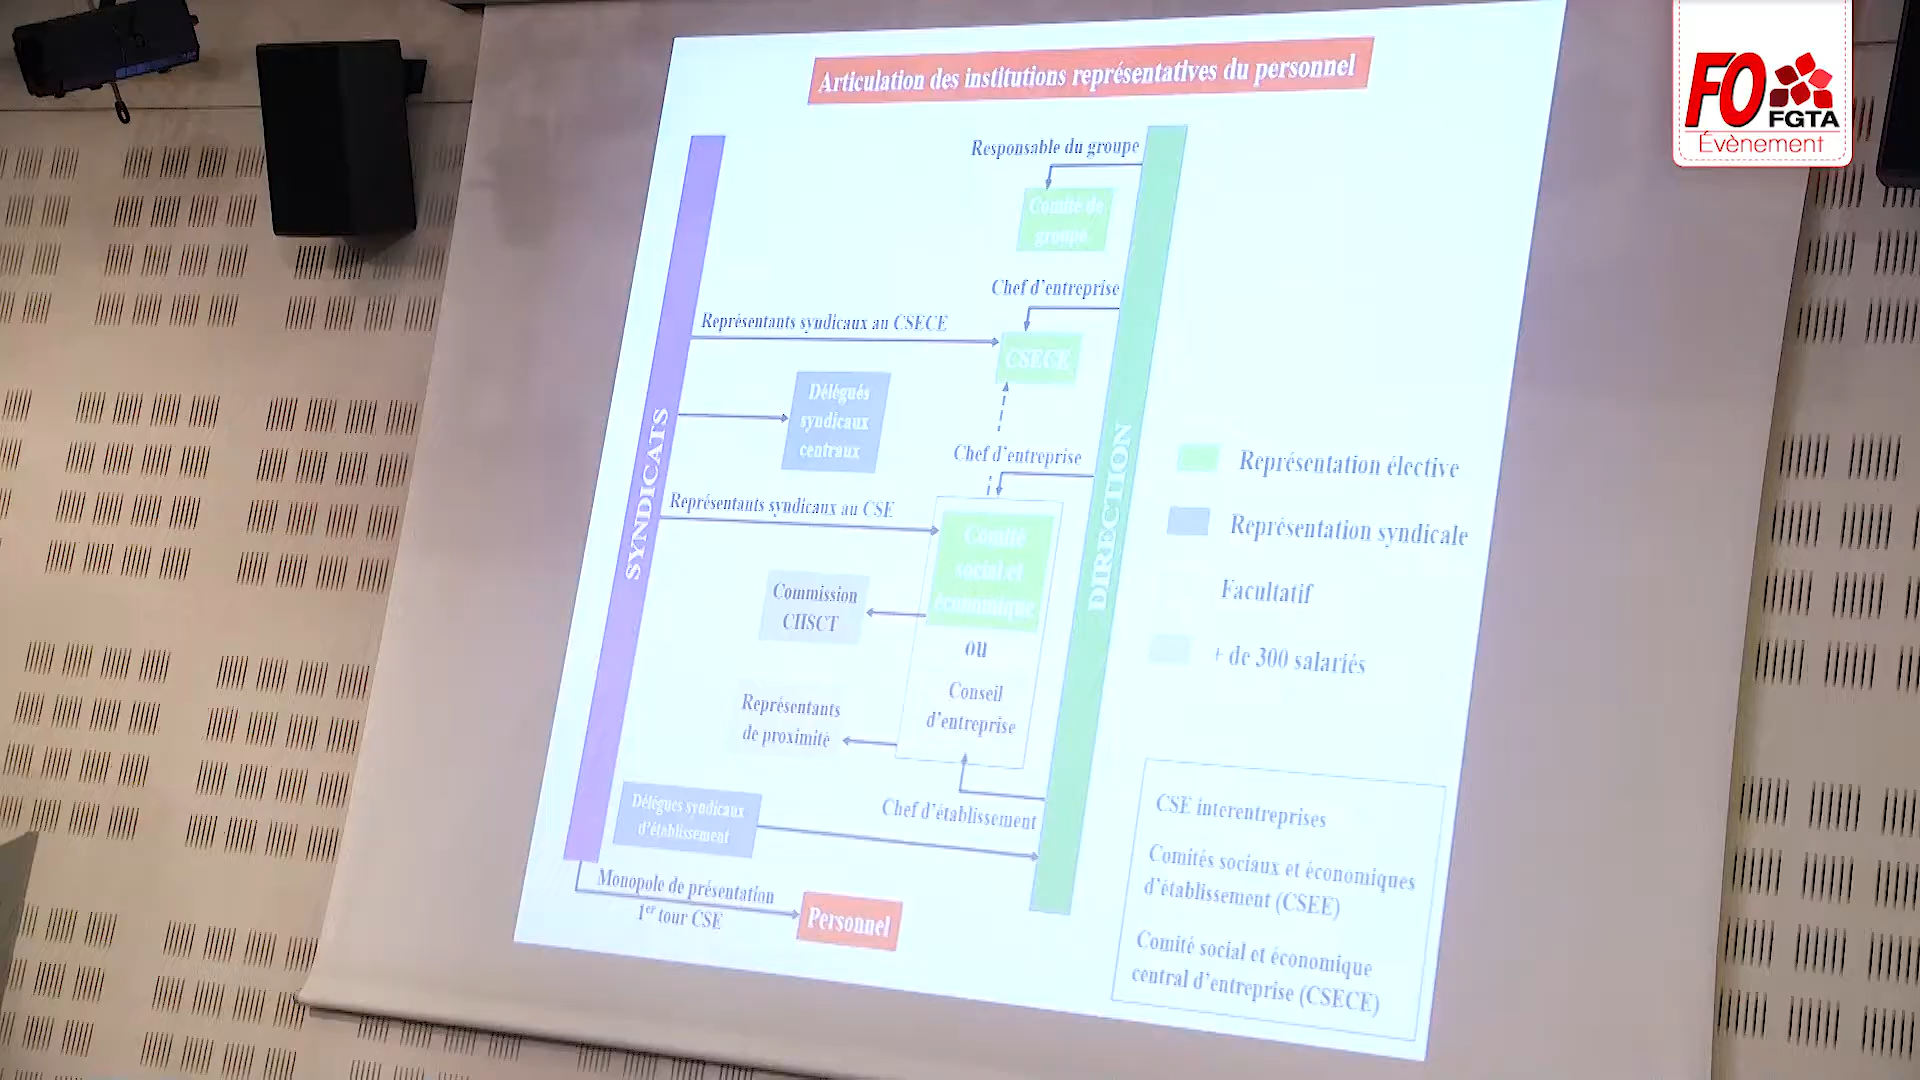 FO
FGTA
Évènement
Articulation des institutions représentatives du personnel
Responsable du groupe
Comité de
groupe
Chef d'entreprise
Représentants syndicaux au CSECE
CSECE
Délégués
syndicaux
centraux
Chef d'entreprise
Représentants syndicaux au CSE
Comité
social et
économique
Commission
CHSCT
ou
Conseil
d'entreprise
Représentants
de proximité
Délégués syndicaux
d'établissement
Chef d'établissement
Monopole de présentation
1er tour CSE
Personnel
SYNDICATS
DIRECTION
Représentation élective
Représentation syndicale
Facultatif
+ de 300 salariés
CSE interentreprises
Comités sociaux et économiques
d'établissement (CSEE)
Comité social et économique
central d'entreprise (CSECE)